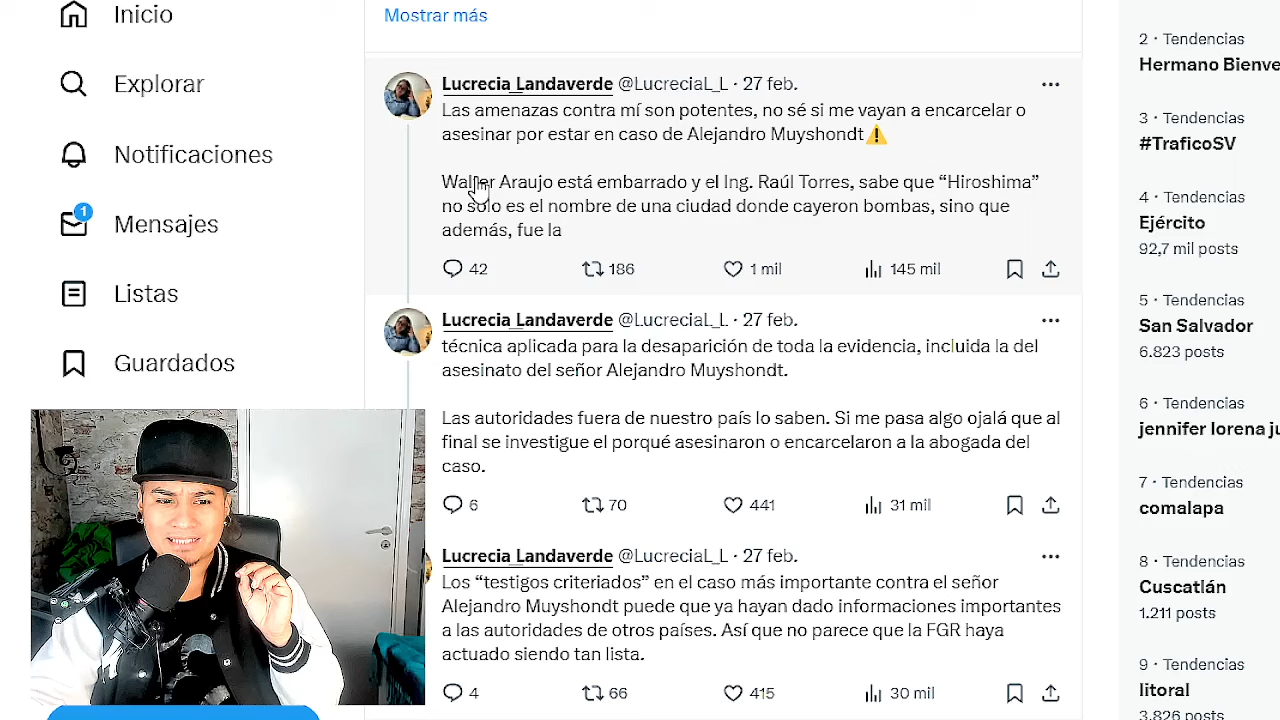 Inicio
Explorar
Notificaciones
1
Mensajes
Listas
Guardados
Mostrar más
Lucrecia_Landaverde @LucreciaL_L · 27 feb.
Las amenazas contra mí son potentes, no sé si me vayan a encarcelar o
asesinar por estar en caso de Alejandro Muyshondt⚠️
Walter Araujo está embarrado y el Ing. Raúl Torres, sabe que “Hiroshima”
no solo es el nombre de una ciudad donde cayeron bombas, sino que
además, fue la
42 186 1 mil 145 mil
Lucrecia_Landaverde @LucreciaL_L · 27 feb.
técnica aplicada para la desaparición de toda la evidencia, incluida la del
asesinato del señor Alejandro Muyshondt.
Las autoridades fuera de nuestro país lo saben. Si me pasa algo ojalá que al
final se investigue el porqué asesinaron o encarcelaron a la abogada del
caso.
6 70 441 31 mil
Lucrecia_Landaverde @LucreciaL_L · 27 feb.
Los “testigos criteriados” en el caso más importante contra el señor
Alejandro Muyshondt puede que ya hayan dado informaciones importantes
a las autoridades de otros países. Así que no parece que la FGR haya
actuado siendo tan lista.
4 66 415 30 mil
2 · Tendencias
Hermano Bienve
3 · Tendencias
#TraficoSV
4 · Tendencias
Ejército
92,7 mil posts
5 · Tendencias
San Salvador
6.823 posts
6 · Tendencias
jennifer lorena ju
7 · Tendencias
comalapa
8 · Tendencias
Cuscatlán
1.211 posts
9 · Tendencias
litoral
3.826 posts